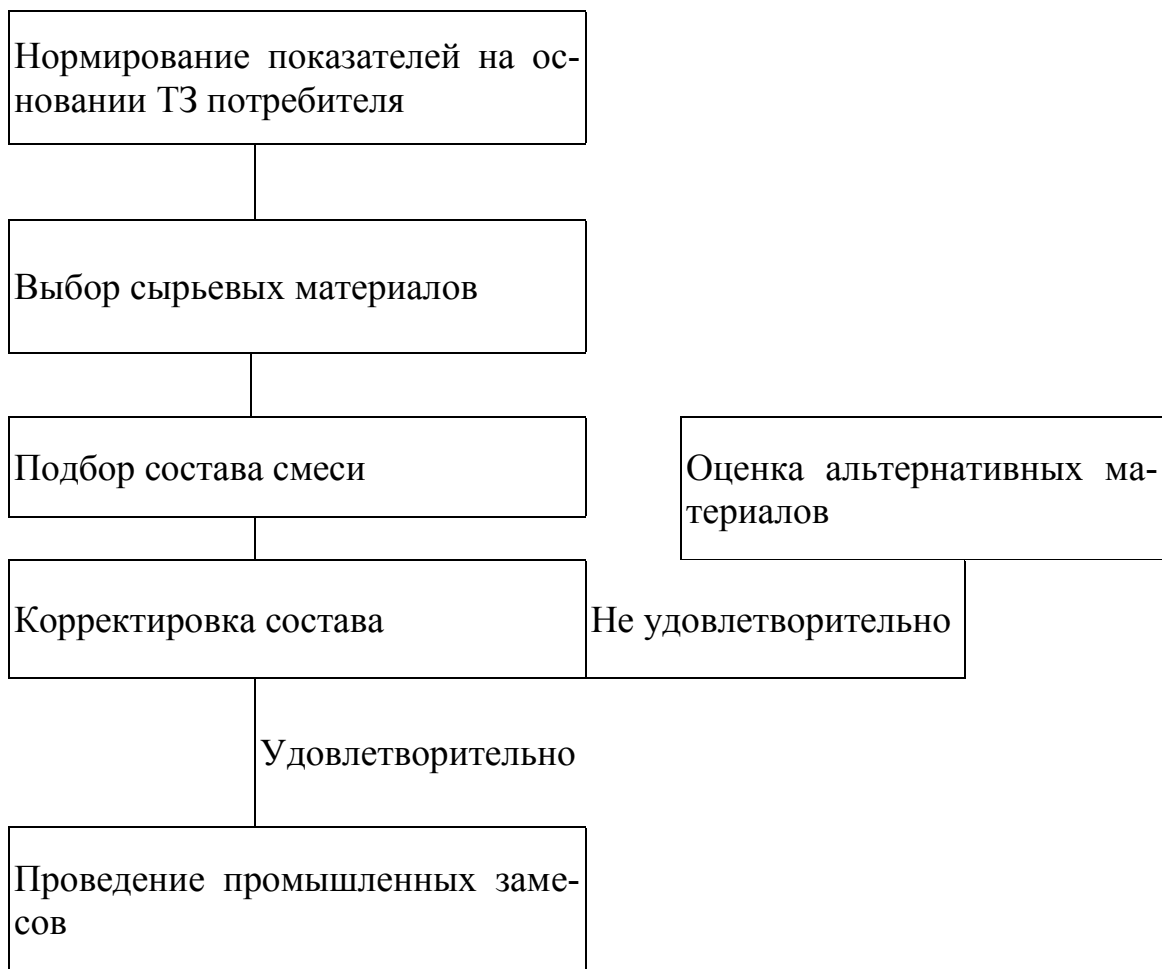 Нормирование показателей на ос-
новании ТЗ потребителя
Выбор сырьевых материалов
Подбор состава смеси
Оценка альтернативных ма-
териалов
Корректировка состава
Не удовлетворительно
Удовлетворительно
Проведение промышленных заме-
сов